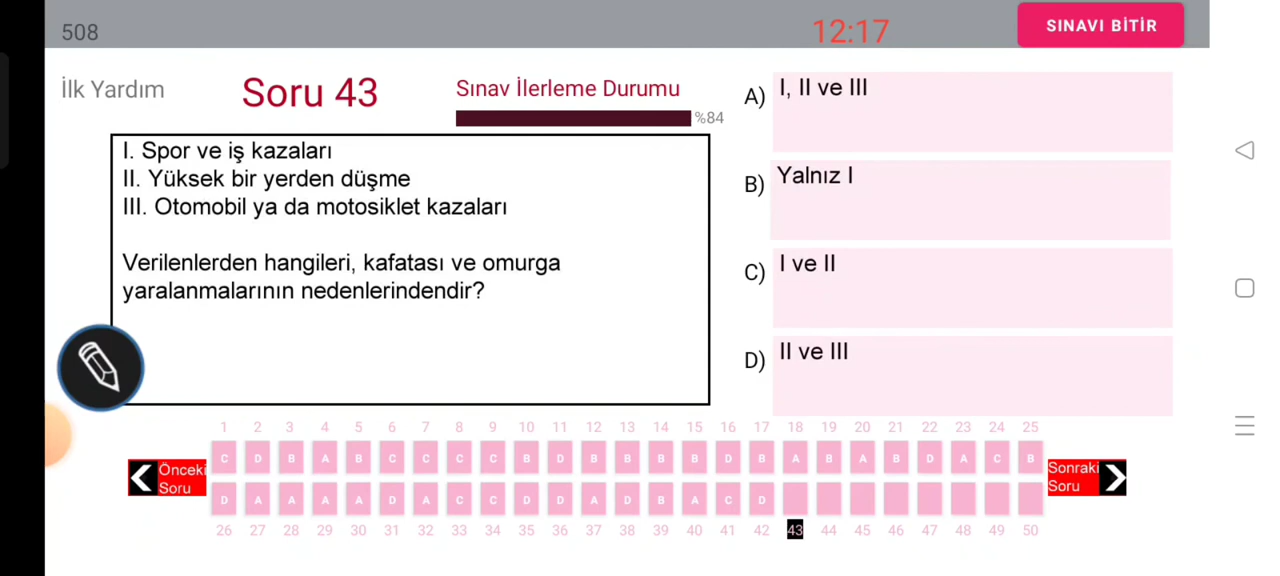 508
12:17
SINAVI BİTİR
İlk Yardım
Soru 43
Sınav İlerleme Durumu
%84
I. Spor ve iş kazaları
II. Yüksek bir yerden düşme
III. Otomobil ya da motosiklet kazaları
Verilenlerden hangileri, kafatası ve omurga
yaralanmalarının nedenlerindendir?
A) I, II ve III
B) Yalnız I
C) I ve II
D) II ve III
1 2 3 4 5 6 7 8 9 10 11 12 13 14 15 16 17 18 19 20 21 22 23 24 25
C D B A B C C C C B D B B B B D B A B A B D A C B
Önceki
Soru
Sonraki
Soru
D A A A A D A C C D D A D B A C D
26 27 28 29 30 31 32 33 34 35 36 37 38 39 40 41 42 43 44 45 46 47 48 49 50